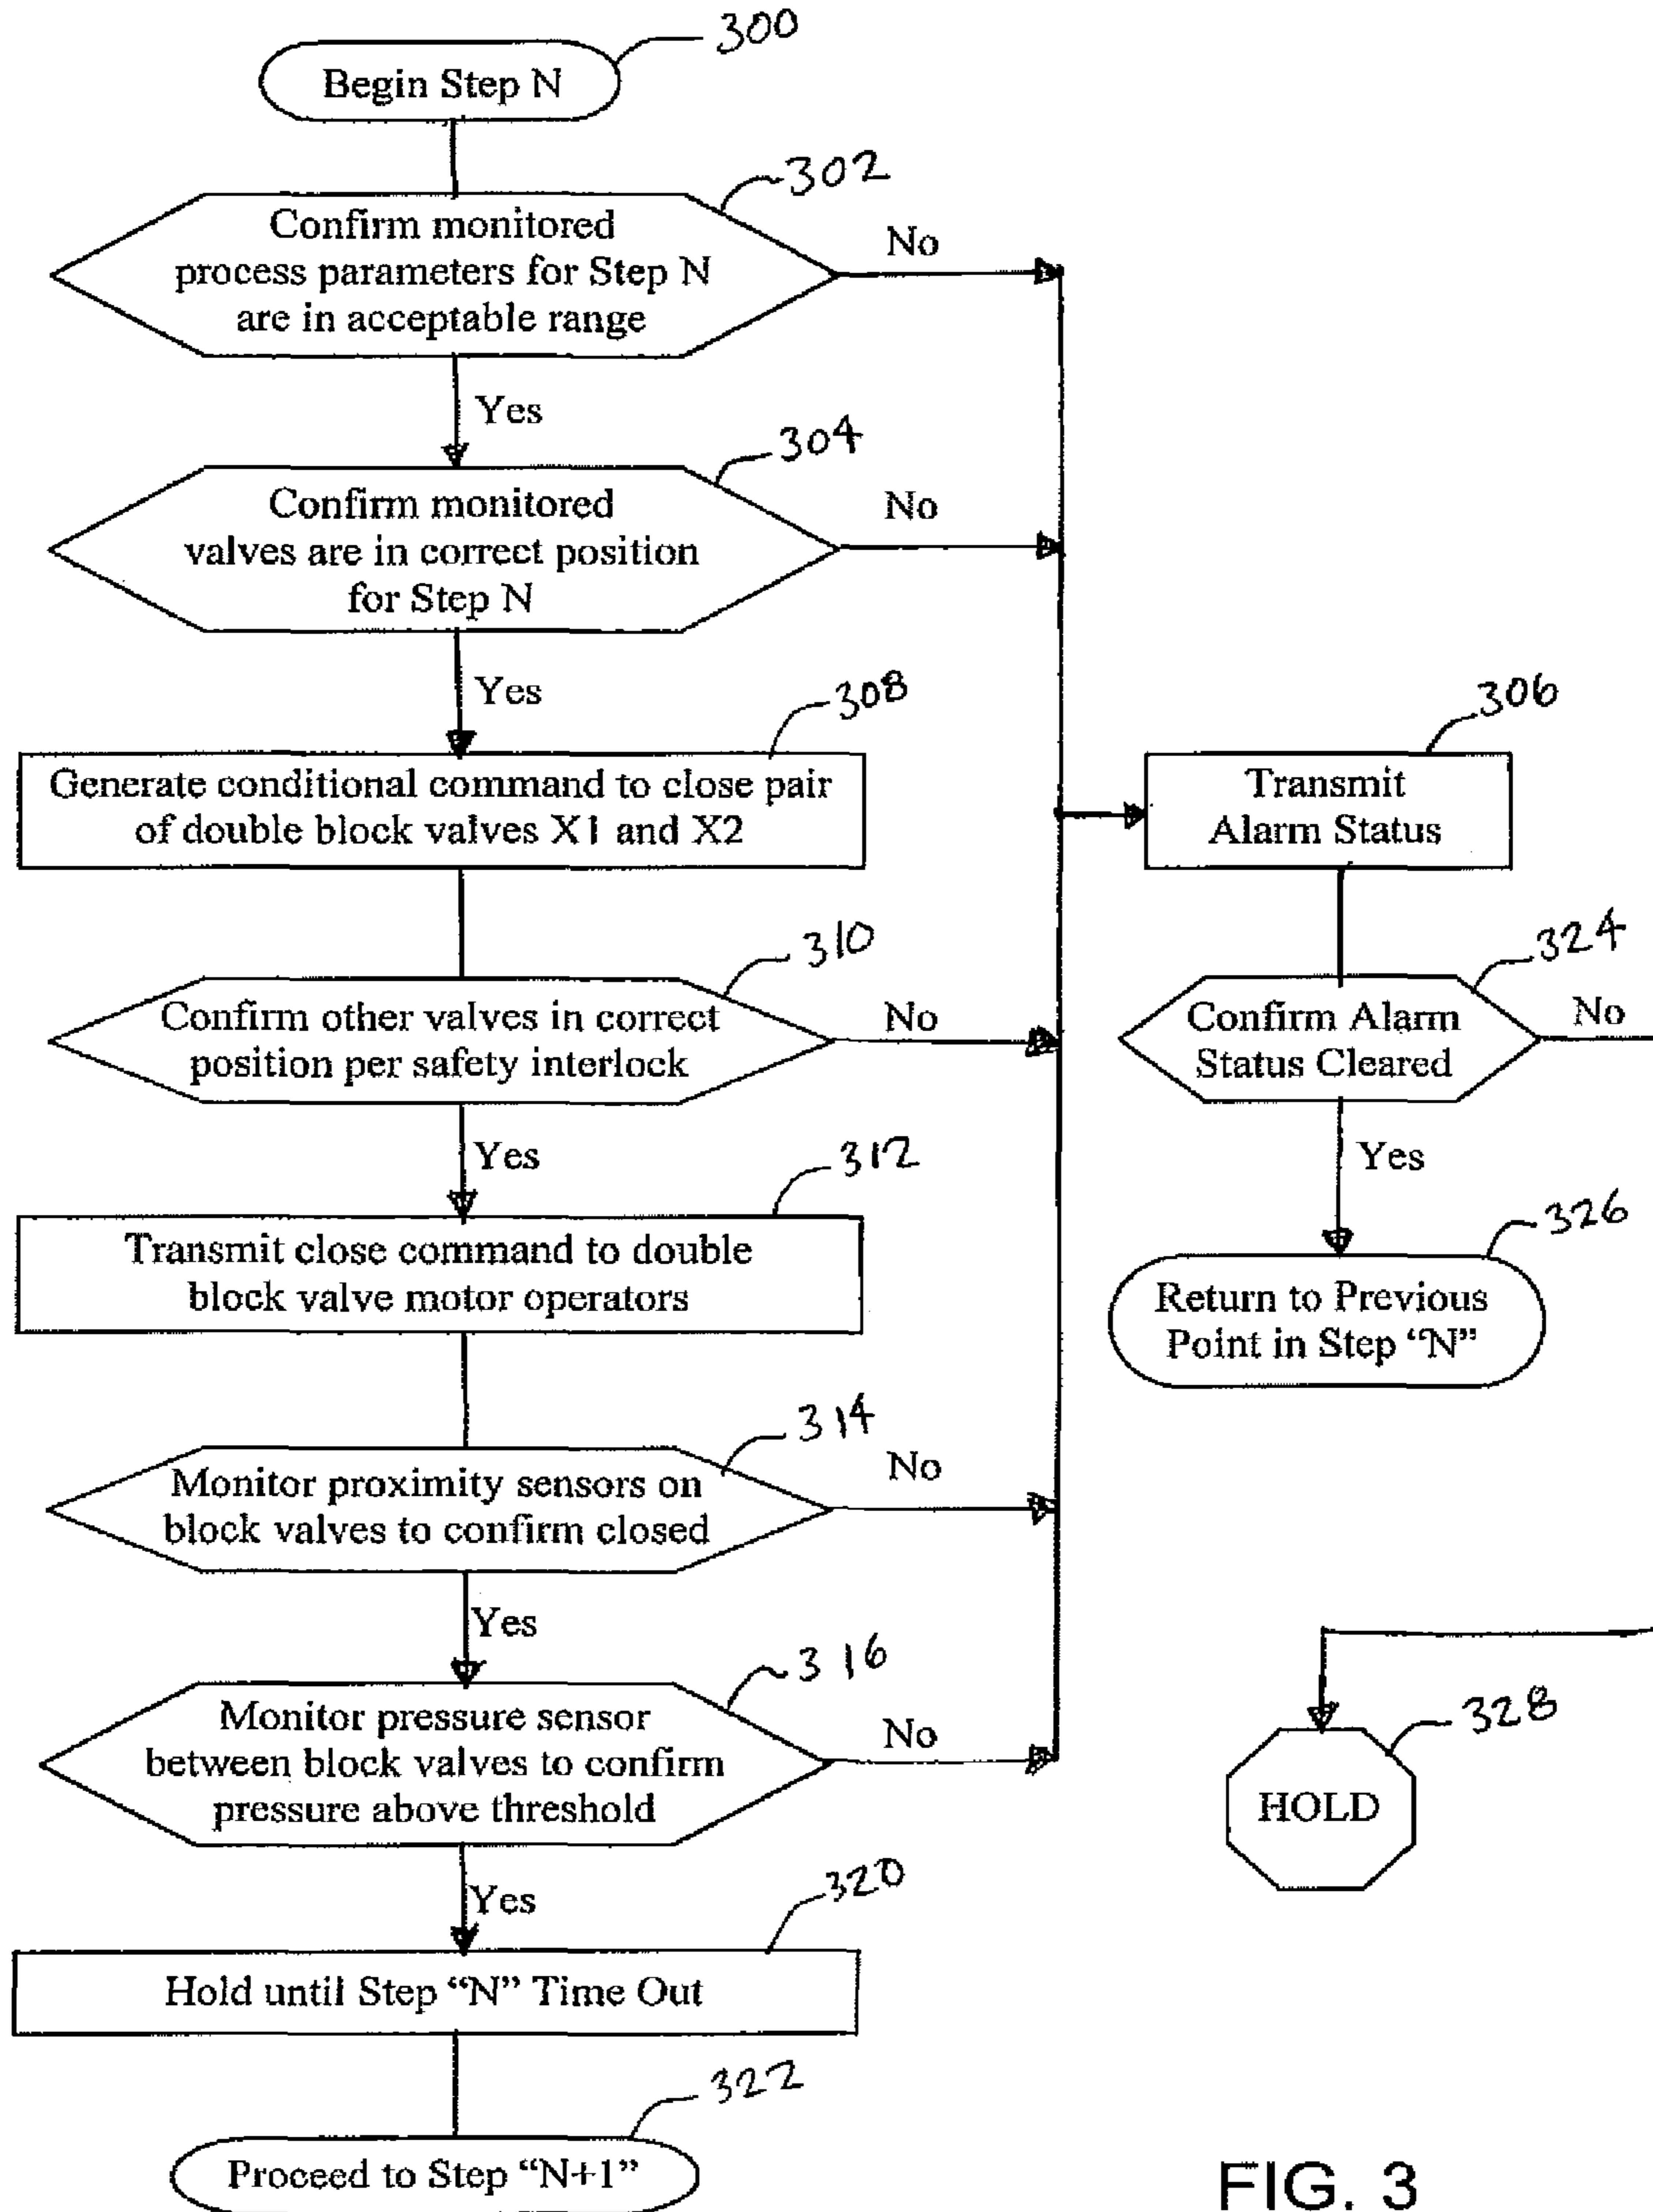 300
Begin Step N
302
Confirm monitored
process parameters for Step N
are in acceptable range
No
Yes
304
Confirm monitored
valves are in correct position
for Step N
No
Yes
308
Generate conditional command to close pair
of double block valves X1 and X2
306
Transmit
Alarm Status
310
Confirm other valves in correct
position per safety interlock
No
324
Confirm Alarm
Status Cleared
No
Yes
Yes
312
Transmit close command to double
block valve motor operators
326
Return to Previous
Point in Step “N”
314
Monitor proximity sensors on
block valves to confirm closed
No
Yes
316
Monitor pressure sensor
between block valves to confirm
pressure above threshold
No
328
HOLD
Yes
320
Hold until Step “N” Time Out
322
Proceed to Step “N+1”
FIG. 3